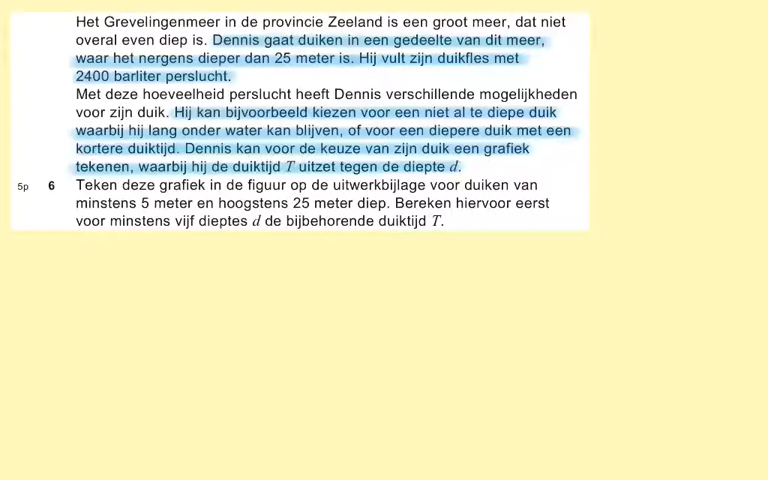 Het Grevelingenmeer in de provincie Zeeland is een groot meer, dat niet
overal even diep is. Dennis gaat duiken in een gedeelte van dit meer,
waar het nergens dieper dan 25 meter is. Hij vult zijn duikfles met
2400 barliter perslucht.
Met deze hoeveelheid perslucht heeft Dennis verschillende mogelijkheden
voor zijn duik. Hij kan bijvoorbeeld kiezen voor een niet al te diepe duik
waarbij hij lang onder water kan blijven, of voor een diepere duik met een
kortere duiktijd. Dennis kan voor de keuze van zijn duik een grafiek
tekenen, waarbij hij de duiktijd T uitzet tegen de diepte d.
5p 6 Teken deze grafiek in de figuur op de uitwerkbijlage voor duiken van
minstens 5 meter en hoogstens 25 meter diep. Bereken hiervoor eerst
voor minstens vijf dieptes d de bijbehorende duiktijd T.